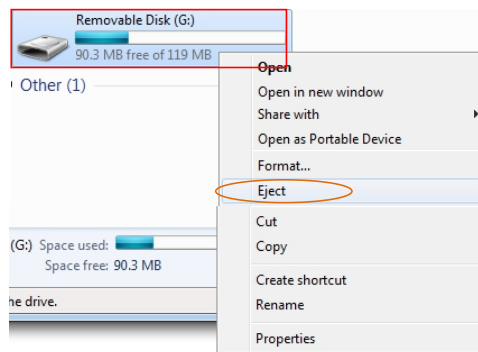 Removable Disk (G:)
90.3 MB free of 119 MB
Other (1)
Open
Open in new window
Share with
Open as Portable Device
Format...
Eject
Cut
Copy
Create shortcut
Rename
Properties
(G:) Space used:
Space free: 90.3 MB
he drive.